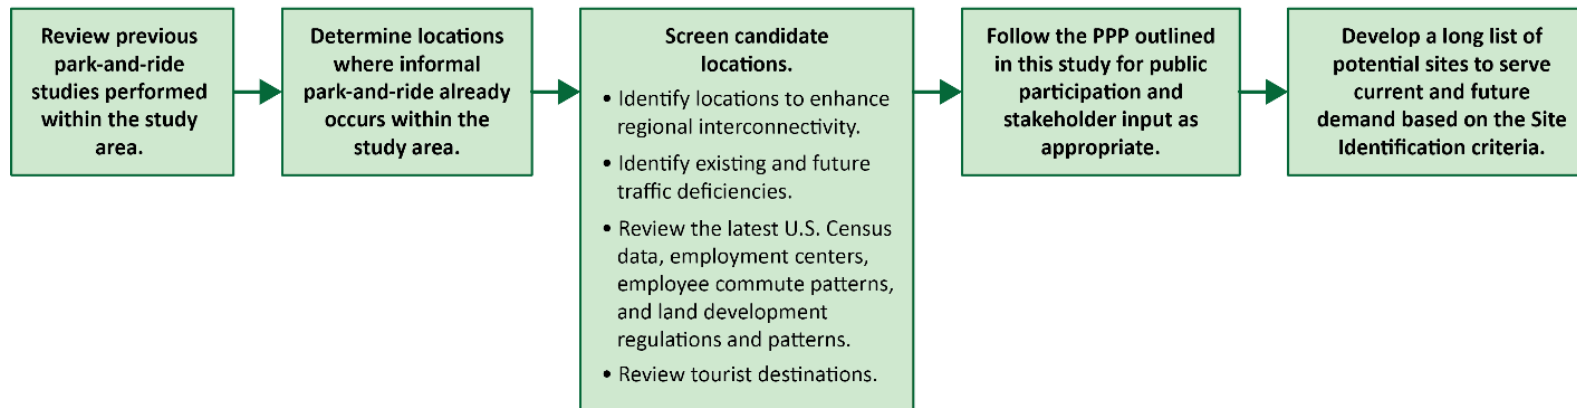 Review previous
park-and-ride
studies performed
within the study
area.
Determine locations
where informal
park-and-ride already
occurs within the
study area.
Screen candidate
locations.
• Identify locations to enhance
regional interconnectivity.
• Identify existing and future
traffic deficiencies.
• Review the latest U.S. Census
data, employment centers,
employee commute patterns,
and land development
regulations and patterns.
• Review tourist destinations.
Follow the PPP outlined
in this study for public
participation and
stakeholder input as
appropriate.
Develop a long list of
potential sites to serve
current and future
demand based on the Site
Identification criteria.